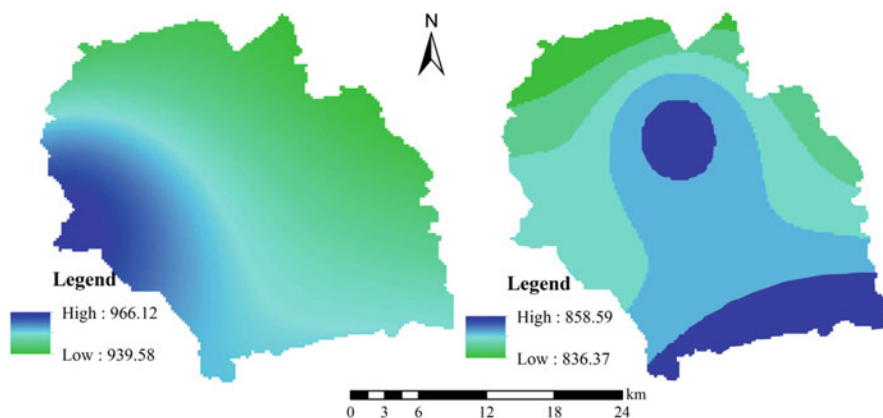 N
Legend
High : 966.12
Low : 939.58
Legend
High : 858.59
Low : 836.37
km
0 3 6 12 18 24